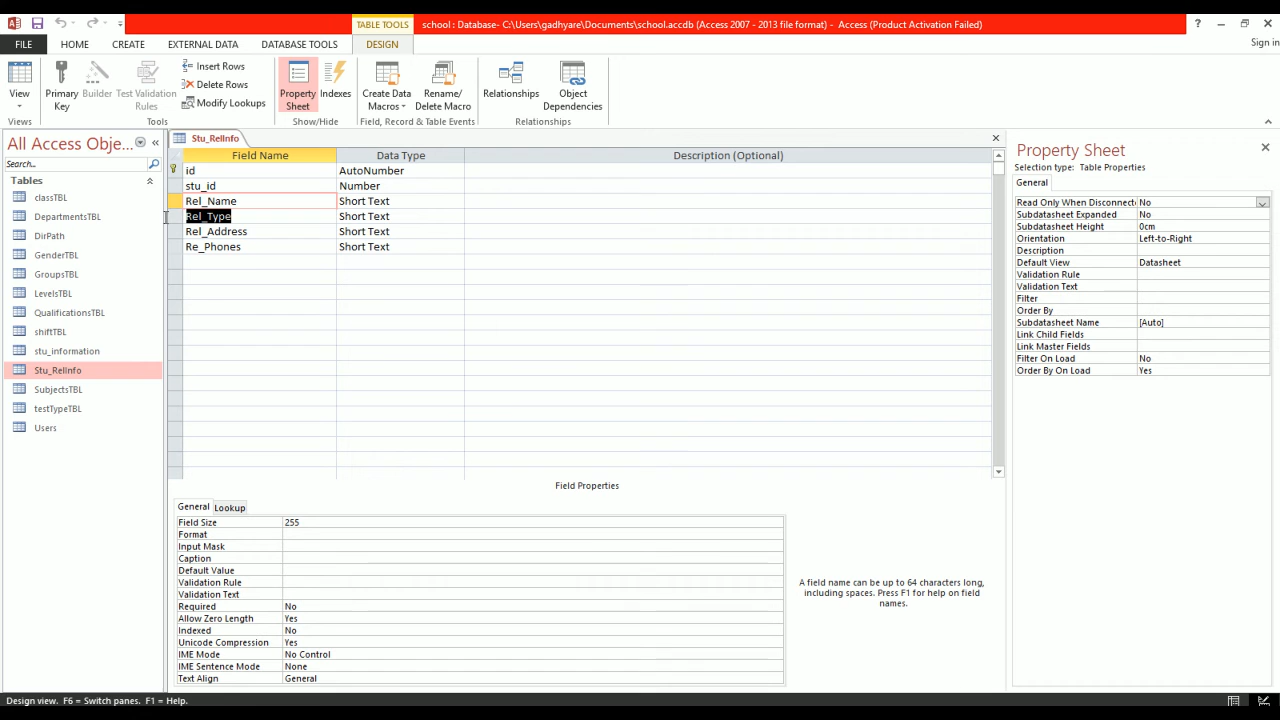 school : Database- C:\Users\gadhyare\Documents\school.accdb (Access 2007 - 2013 file format) - Access (Product Activation Failed)
TABLE TOOLS
?
FILE HOME CREATE EXTERNAL DATA DATABASE TOOLS DESIGN
Sign in
View
Primary Key
Builder
Test Validation Rules
Insert Rows
Delete Rows
Modify Lookups
Property Sheet
Indexes
Create Data Macros
Rename/ Delete Macro
Relationships
Object Dependencies
Views Tools Show/Hide Field, Record & Table Events Relationships
All Access Obje...
Search...
Tables
classTBL
DepartmentsTBL
DirPath
GenderTBL
GroupsTBL
LevelsTBL
QualificationsTBL
shiftTBL
stu_information
Stu_RelInfo
SubjectsTBL
testTypeTBL
Users
Stu_RelInfo
Field Name Data Type Description (Optional)
id AutoNumber
stu_id Number
Rel_Name Short Text
Rel_Type Short Text
Rel_Address Short Text
Re_Phones Short Text
Field Properties
General Lookup
Field Size 255
Format
Input Mask
Caption
Default Value
Validation Rule
Validation Text
Required No
Allow Zero Length Yes
Indexed No
Unicode Compression Yes
IME Mode No Control
IME Sentence Mode None
Text Align General
A field name can be up to 64 characters long,
including spaces. Press F1 for help on field
names.
Property Sheet
Selection type: Table Properties
General
Read Only When Disconnect No
Subdatasheet Expanded No
Subdatasheet Height 0cm
Orientation Left-to-Right
Description
Default View Datasheet
Validation Rule
Validation Text
Filter
Order By
Subdatasheet Name [Auto]
Link Child Fields
Link Master Fields
Filter On Load No
Order By On Load Yes
Design view. F6 = Switch panes. F1 = Help.